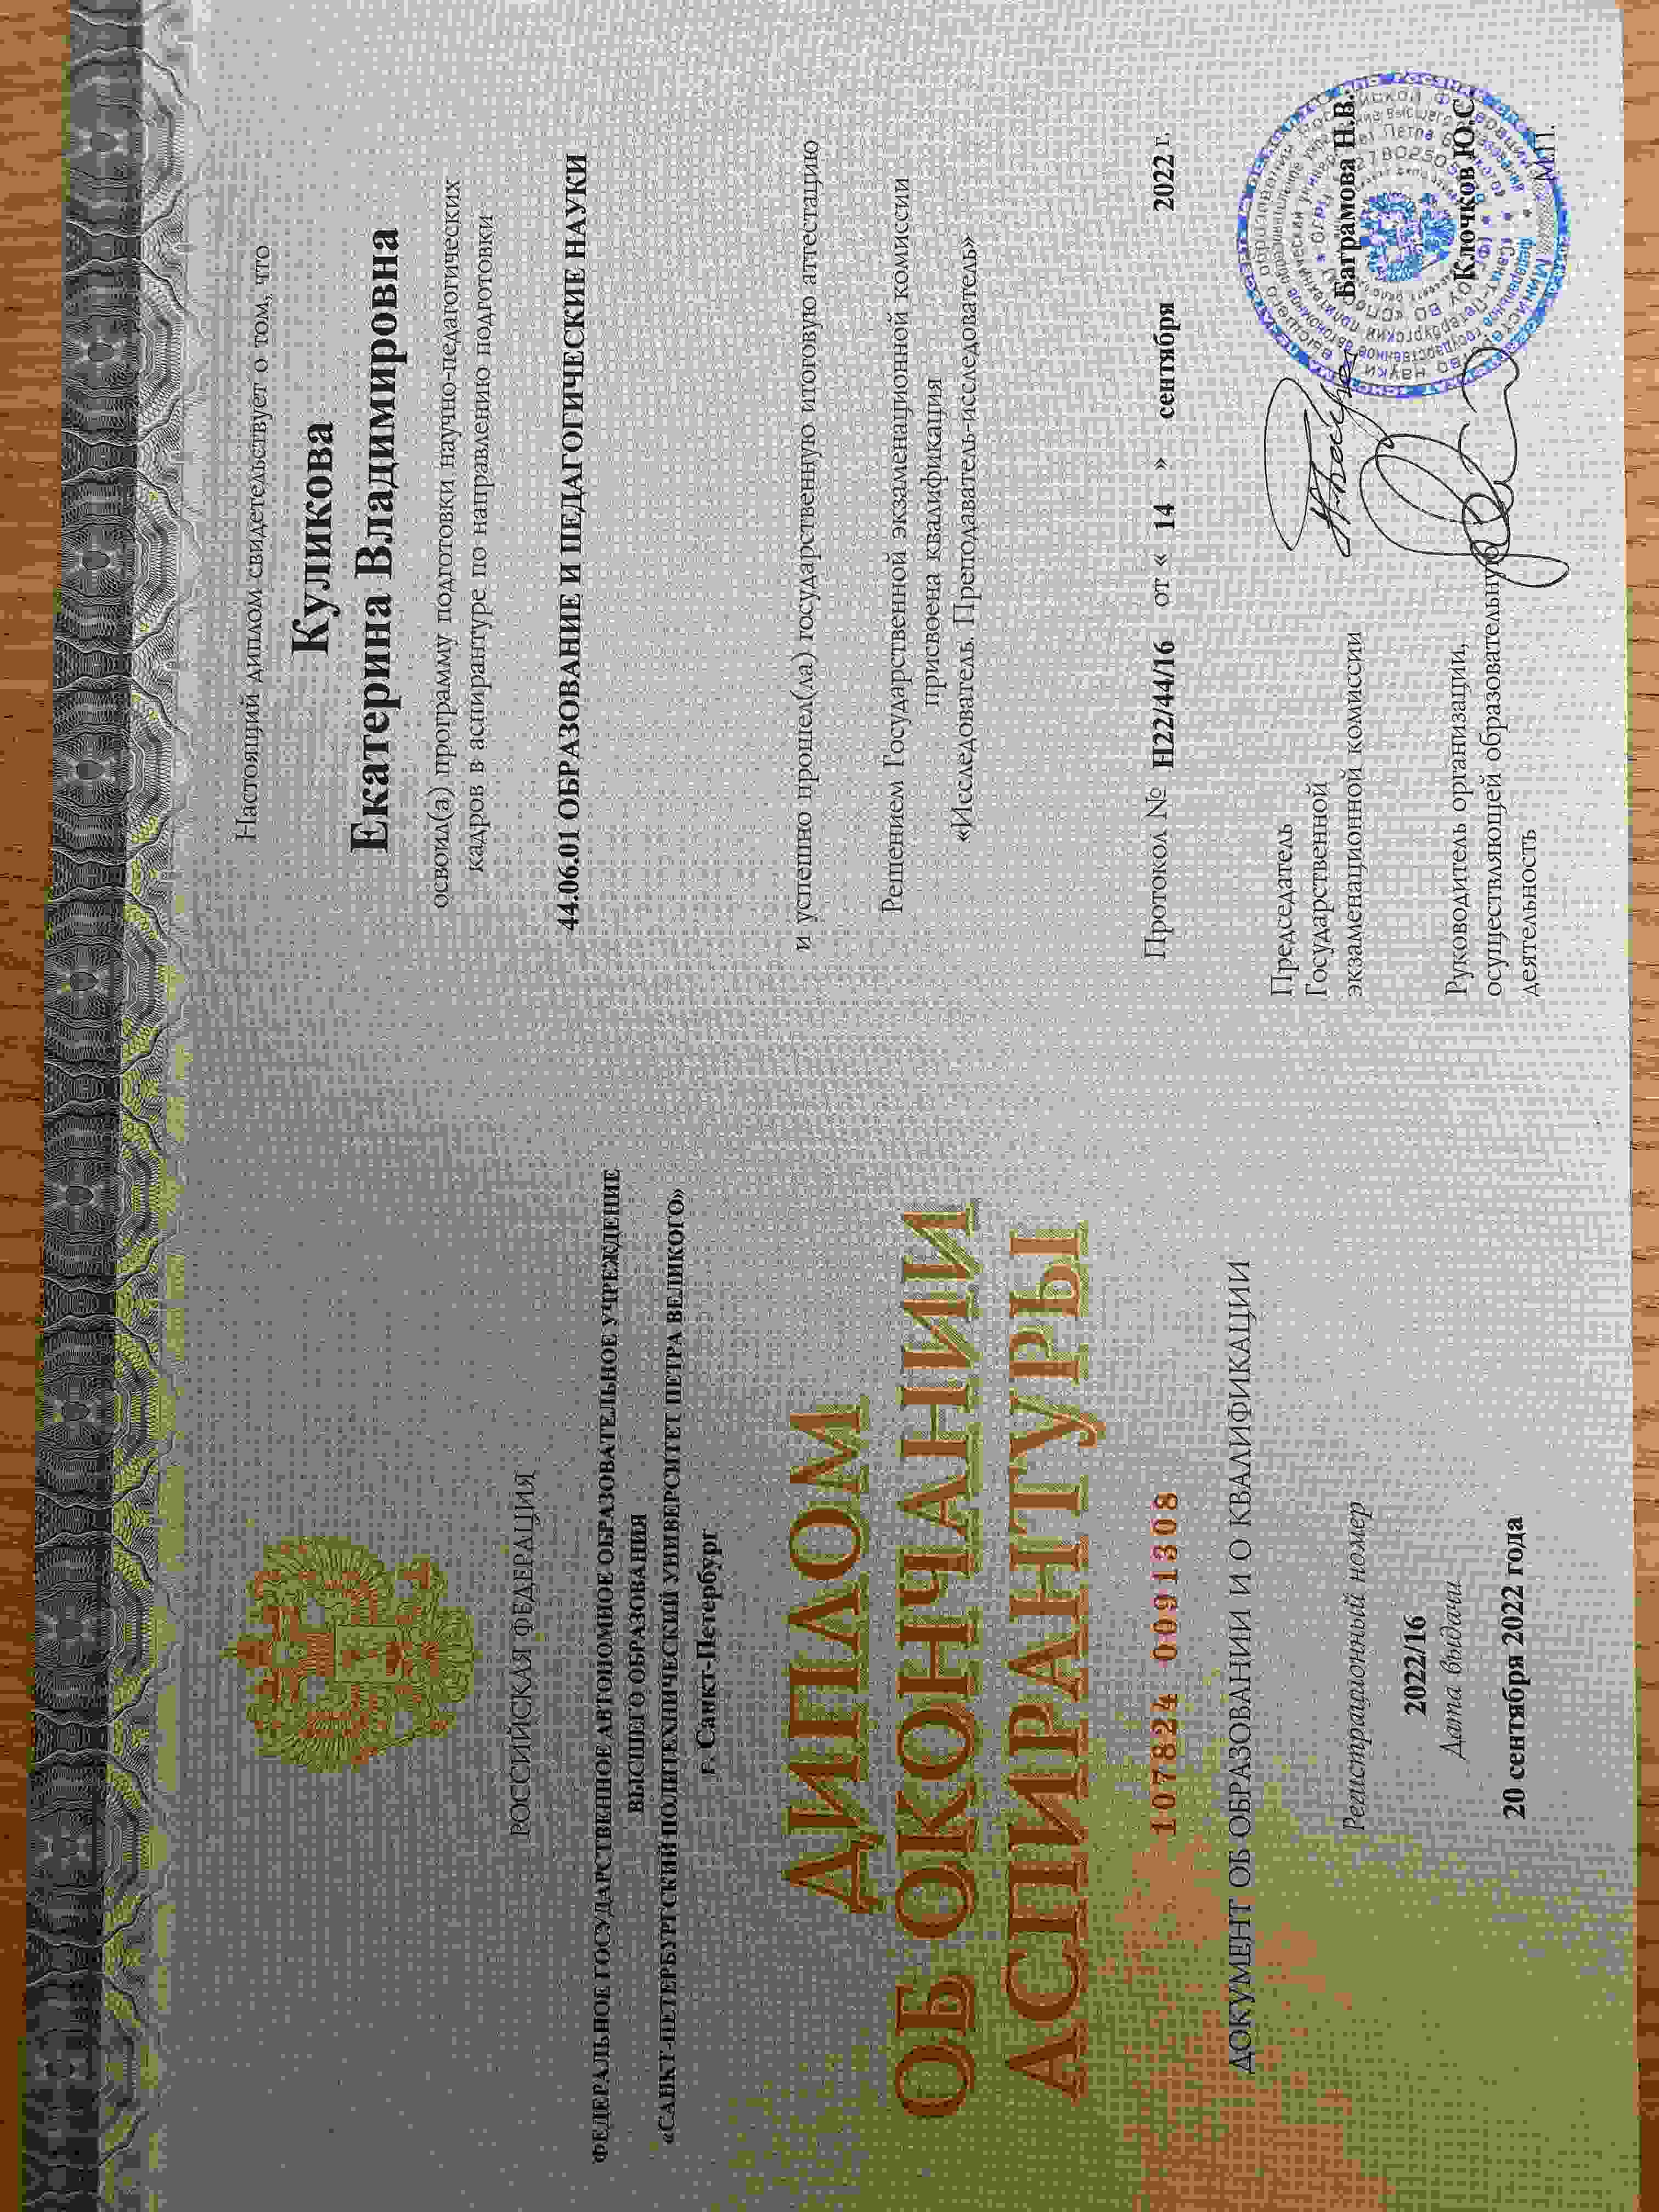 РОССИЙСКАЯ ФЕДЕРАЦИЯ
ФЕДЕРАЛЬНОЕ ГОСУДАРСТВЕННОЕ АВТОНОМНОЕ ОБРАЗОВАТЕЛЬНОЕ УЧРЕЖДЕНИЕ
ВЫСШЕГО ОБРАЗОВАНИЯ
«САНКТ-ПЕТЕРБУРГСКИЙ ПОЛИТЕХНИЧЕСКИЙ УНИВЕРСИТЕТ ПЕТРА ВЕЛИКОГО»
г. Санкт-Петербург
ДИПЛОМ
ОБ ОКОНЧАНИИ
АСПИРАНТУРЫ
107824 0091308
ДОКУМЕНТ ОБ ОБРАЗОВАНИИ И О КВАЛИФИКАЦИИ
Регистрационный номер
2022/16
Дата выдачи
20 сентября 2022 года
Настоящий диплом свидетельствует о том, что
Куликова
Екатерина Владимировна
освоил(а) программу подготовки научно-педагогических
кадров в аспирантуре по направлению подготовки
44.06.01 ОБРАЗОВАНИЕ И ПЕДАГОГИЧЕСКИЕ НАУКИ
и успешно прошел(ла) государственную итоговую аттестацию
Решением Государственной экзаменационной комиссии
присвоена квалификация
«Исследователь. Преподаватель-исследователь»
Протокол № Н22/44/16 от « 14 » сентября 2022 г.
Председатель
Государственной
экзаменационной комиссии
Баграмова Н.В.
Руководитель организации,
осуществляющей образовательную
деятельность
Клочков Ю.С.
М.П.